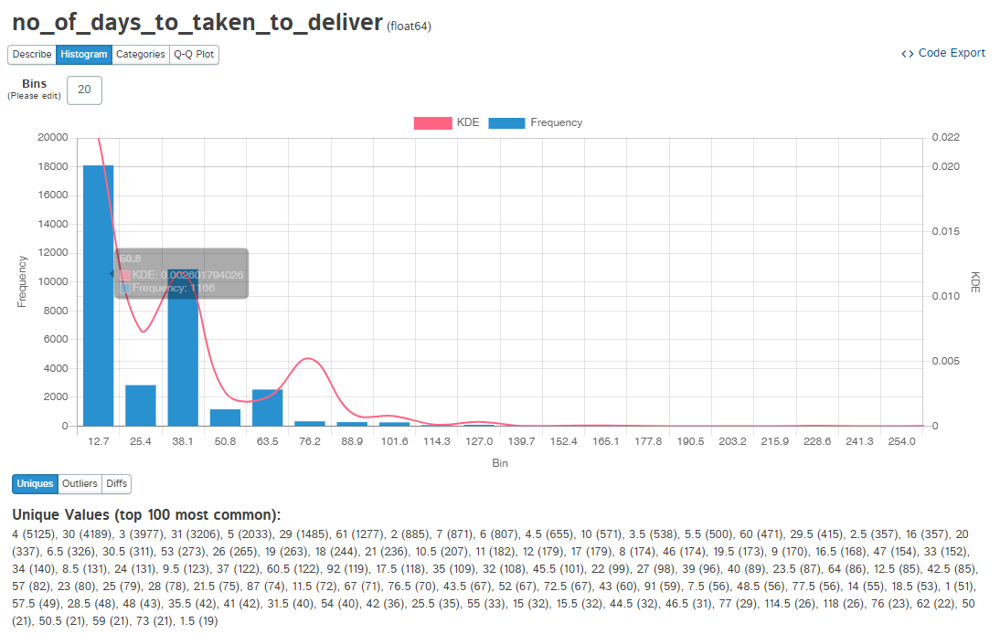 no_of_days_to_taken_to_deliver (float64)
Describe Histogram Categories Q-Q Plot
<> Code Export
Bins
(Please edit)
20
KDE Frequency
20000
18000
16000
14000
12000
10000
8000
6000
4000
2000
0
Frequency
50.8
KDE: 0.002601794026
Frequency: 1166
0.022
0.020
0.015
0.010
0.005
0
KDE
12.7 25.4 38.1 50.8 63.5 76.2 88.9 101.6 114.3 127.0 139.7 152.4 165.1 177.8 190.5 203.2 215.9 228.6 241.3 254.0
Bin
Uniques Outliers Diffs
Unique Values (top 100 most common):
4 (5125), 30 (4189), 3 (3977), 31 (3206), 5 (2033), 29 (1485), 61 (1277), 2 (885), 7 (871), 6 (807), 4.5 (655), 10 (571), 3.5 (538), 5.5 (500), 60 (471), 29.5 (415), 2.5 (357), 16 (357), 20
(337), 6.5 (326), 30.5 (311), 53 (273), 26 (265), 19 (263), 18 (244), 21 (236), 10.5 (207), 11 (182), 12 (179), 17 (179), 8 (174), 46 (174), 19.5 (173), 9 (170), 16.5 (168), 47 (154), 33 (152),
34 (140), 8.5 (131), 24 (131), 9.5 (123), 37 (122), 60.5 (122), 92 (119), 17.5 (118), 35 (109), 32 (108), 45.5 (101), 22 (99), 27 (98), 39 (96), 40 (89), 23.5 (87), 64 (86), 12.5 (85), 42.5 (85),
57 (82), 23 (80), 25 (79), 28 (78), 21.5 (75), 87 (74), 11.5 (72), 67 (71), 76.5 (70), 43.5 (67), 52 (67), 72.5 (67), 43 (60), 91 (59), 7.5 (56), 48.5 (56), 77.5 (56), 14 (55), 18.5 (53), 1 (51),
57.5 (49), 28.5 (48), 48 (43), 35.5 (42), 41 (42), 31.5 (40), 54 (40), 42 (36), 25.5 (35), 55 (33), 15 (32), 15.5 (32), 44.5 (32), 46.5 (31), 77 (29), 114.5 (26), 118 (26), 76 (23), 62 (22), 50
(21), 50.5 (21), 59 (21), 73 (21), 1.5 (19)